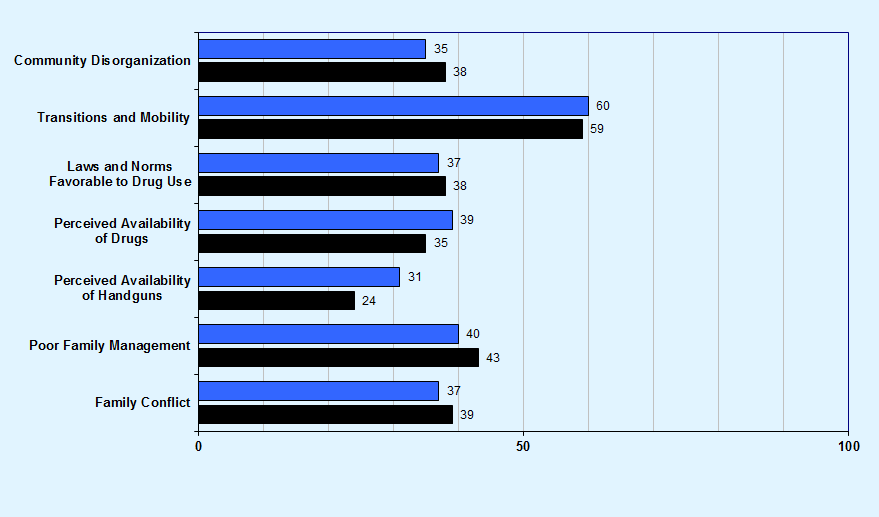 Community Disorganization
35
38
Transitions and Mobility
60
59
Laws and Norms
Favorable to Drug Use
37
38
Perceived Availability
of Drugs
39
35
Perceived Availability
of Handguns
31
24
Poor Family Management
40
43
Family Conflict
37
39
0 50 100